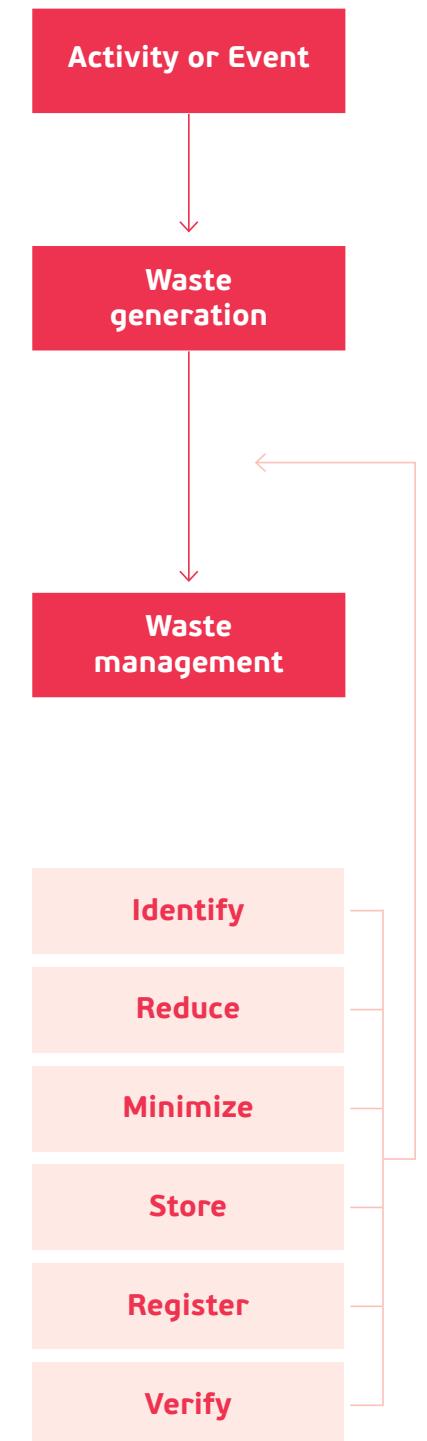 Activity or Event
Waste
generation
Waste
management
Identify
Reduce
Minimize
Store
Register
Verify